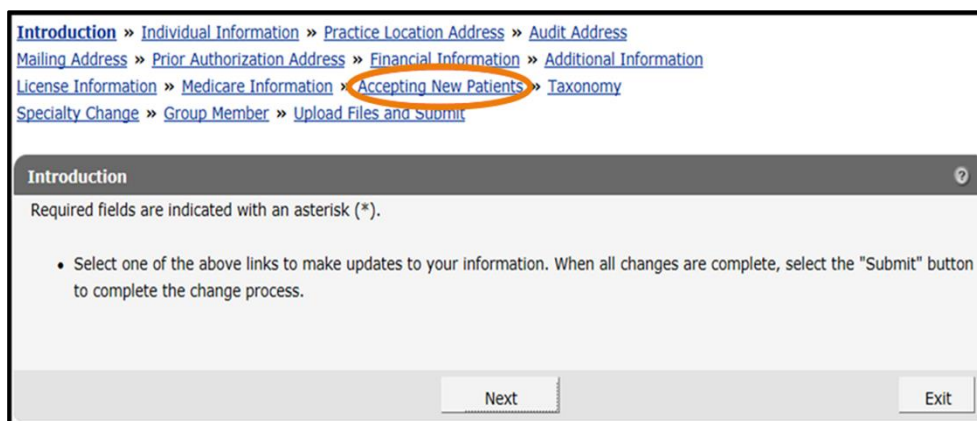 Introduction » Individual Information » Practice Location Address » Audit Address
Mailing Address » Prior Authorization Address » Financial Information » Additional Information
License Information » Medicare Information » Accepting New Patients » Taxonomy
Specialty Change » Group Member » Upload Files and Submit
Introduction ?
Required fields are indicated with an asterisk (*).
• Select one of the above links to make updates to your information. When all changes are complete, select the "Submit" button
to complete the change process.
Next Exit